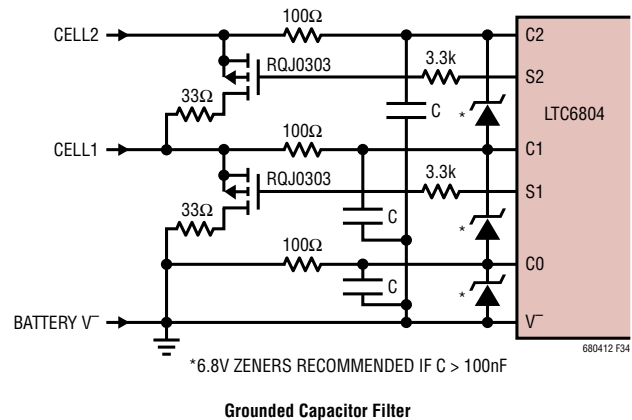 100Ω
CELL2
C2
RQJ0303
3.3k
S2
33Ω
C
*
LTC6804
100Ω
CELL1
C1
RQJ0303
3.3k
S1
33Ω
C
*
100Ω
C0
C
*
BATTERY V–
V–
680412 F34
*6.8V ZENERS RECOMMENDED IF C > 100nF
Grounded Capacitor Filter